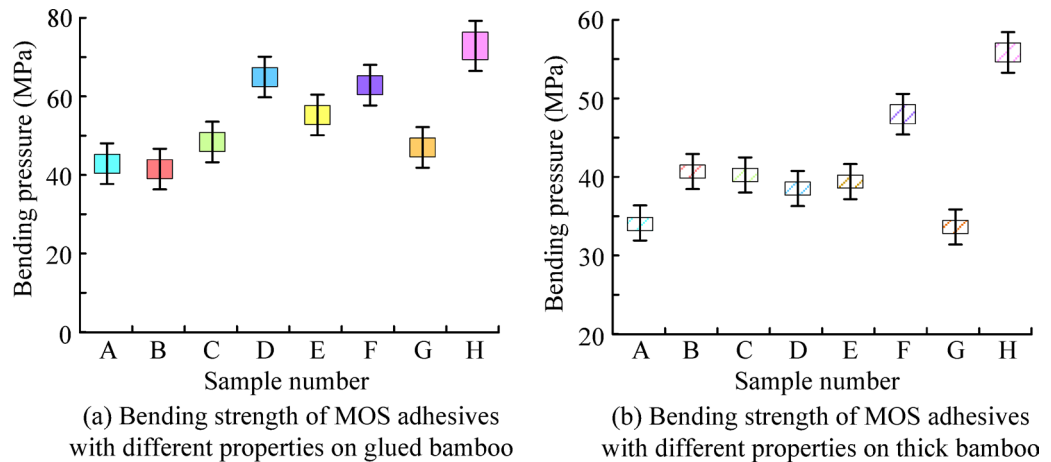 80
60
40
20
0
Bending pressure (MPa)
A B C D E F G H
Sample number
(a) Bending strength of MOS adhesives
with different properties on glued bamboo
60
50
40
30
20
Bending pressure (MPa)
A B C D E F G H
Sample number
(b) Bending strength of MOS adhesives
with different properties on thick bamboo